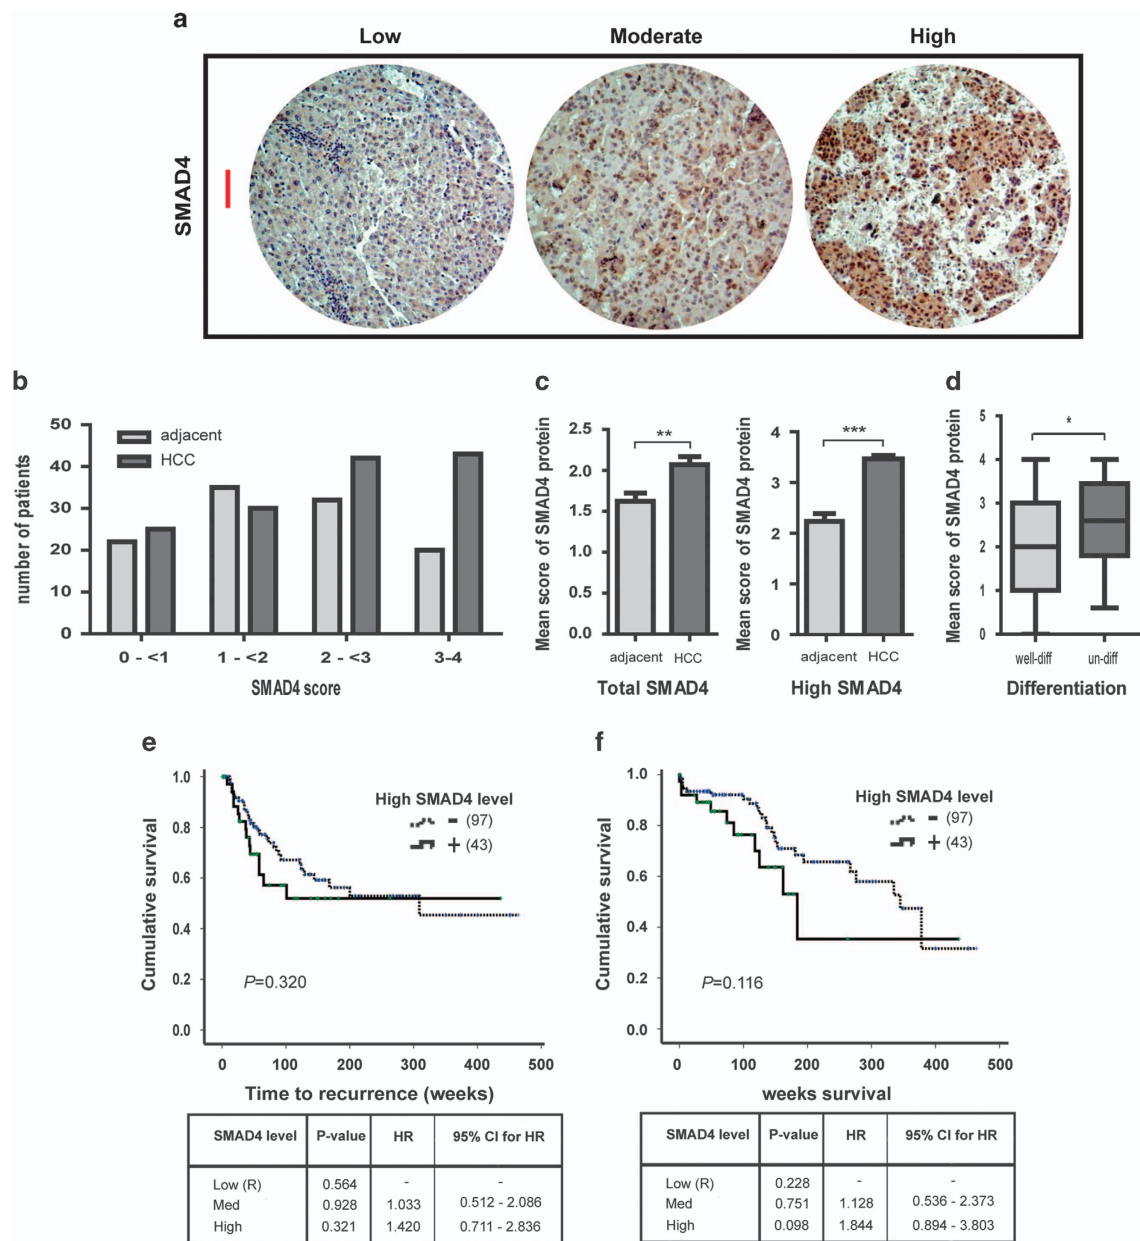 a
Low Moderate High
SMAD4
b
number of patients
50
40
30
20
10
0
adjacent
HCC
0 - <1 1 - <2 2 - <3 3-4
SMAD4 score
c
Mean score of SMAD4 protein
2.5
2.0
1.5
1.0
0.5
0.0
**
adjacent HCC
Total SMAD4
Mean score of SMAD4 protein
4
3
2
1
0
***
adjacent HCC
High SMAD4
d
Mean score of SMAD4 protein
5
4
3
2
1
0
*
well-diff un-diff
Differentiation
e
Cumulative survival
1.0
0.8
0.6
0.4
0.2
0.0
High SMAD4 level
- (97)
+ (43)
P=0.320
0 100 200 300 400 500
Time to recurrence (weeks)
SMAD4 level P-value HR 95% CI for HR
Low (R) 0.564 - -
Med 0.928 1.033 0.512 - 2.086
High 0.321 1.420 0.711 - 2.836
f
Cumulative survival
1.0
0.8
0.6
0.4
0.2
0.0
High SMAD4 level
- (97)
+ (43)
P=0.116
0 100 200 300 400 500
weeks survival
SMAD4 level P-value HR 95% CI for HR
Low (R) 0.228 - -
Med 0.751 1.128 0.536 - 2.373
High 0.098 1.844 0.894 - 3.803